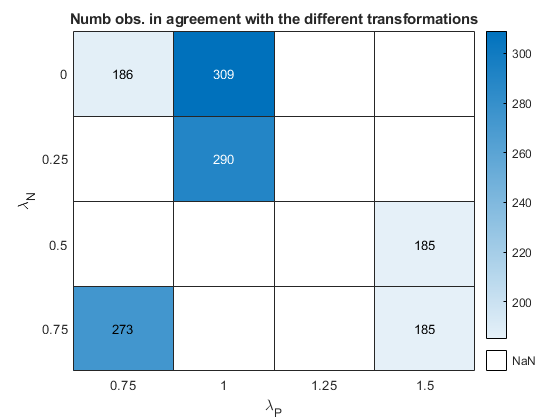 Numb obs. in agreement with the different transformations
0 186 309
0.25 290
0.5 185
0.75 273 185
0.75 1 1.25 1.5
λP
λN
300
280
260
240
220
200
NaN